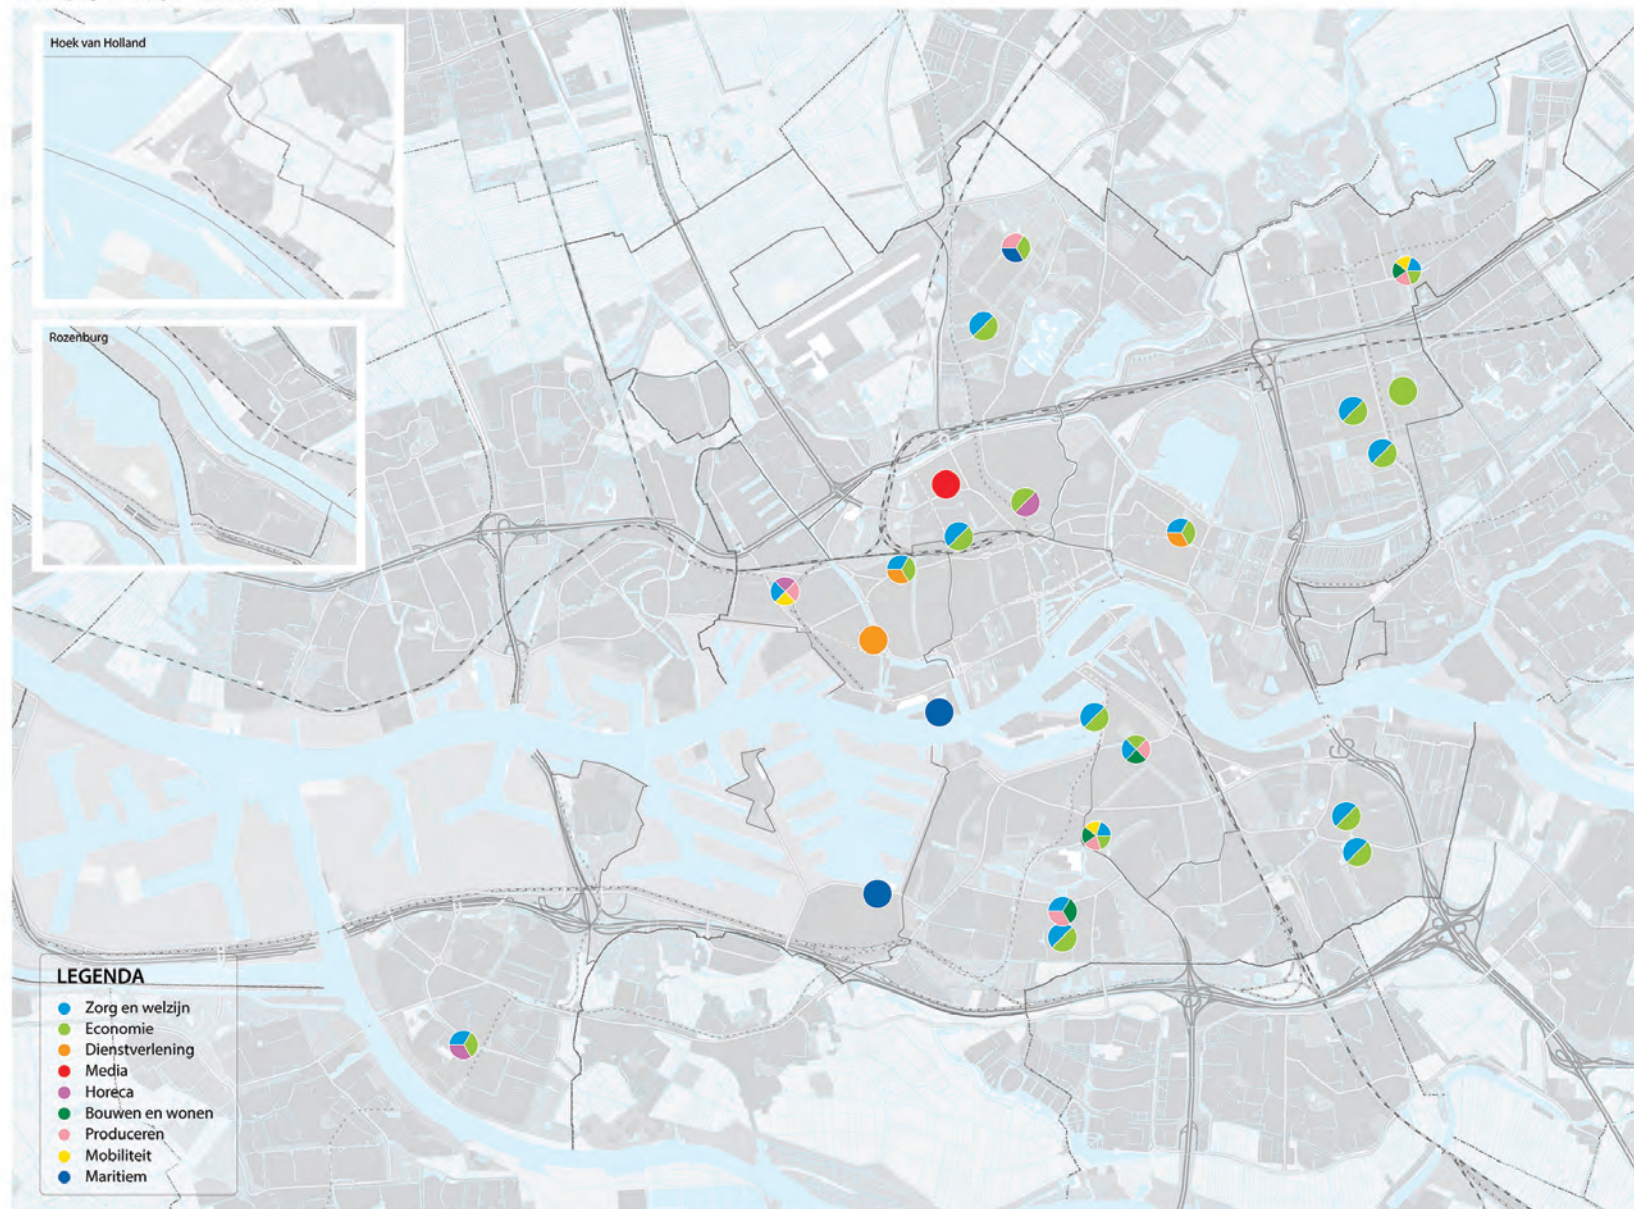 Hoek van Holland
Rozenburg
LEGENDA
Zorg en welzijn
Economie
Dienstverlening
Media
Horeca
Bouwen en wonen
Produceren
Mobiliteit
Maritiem